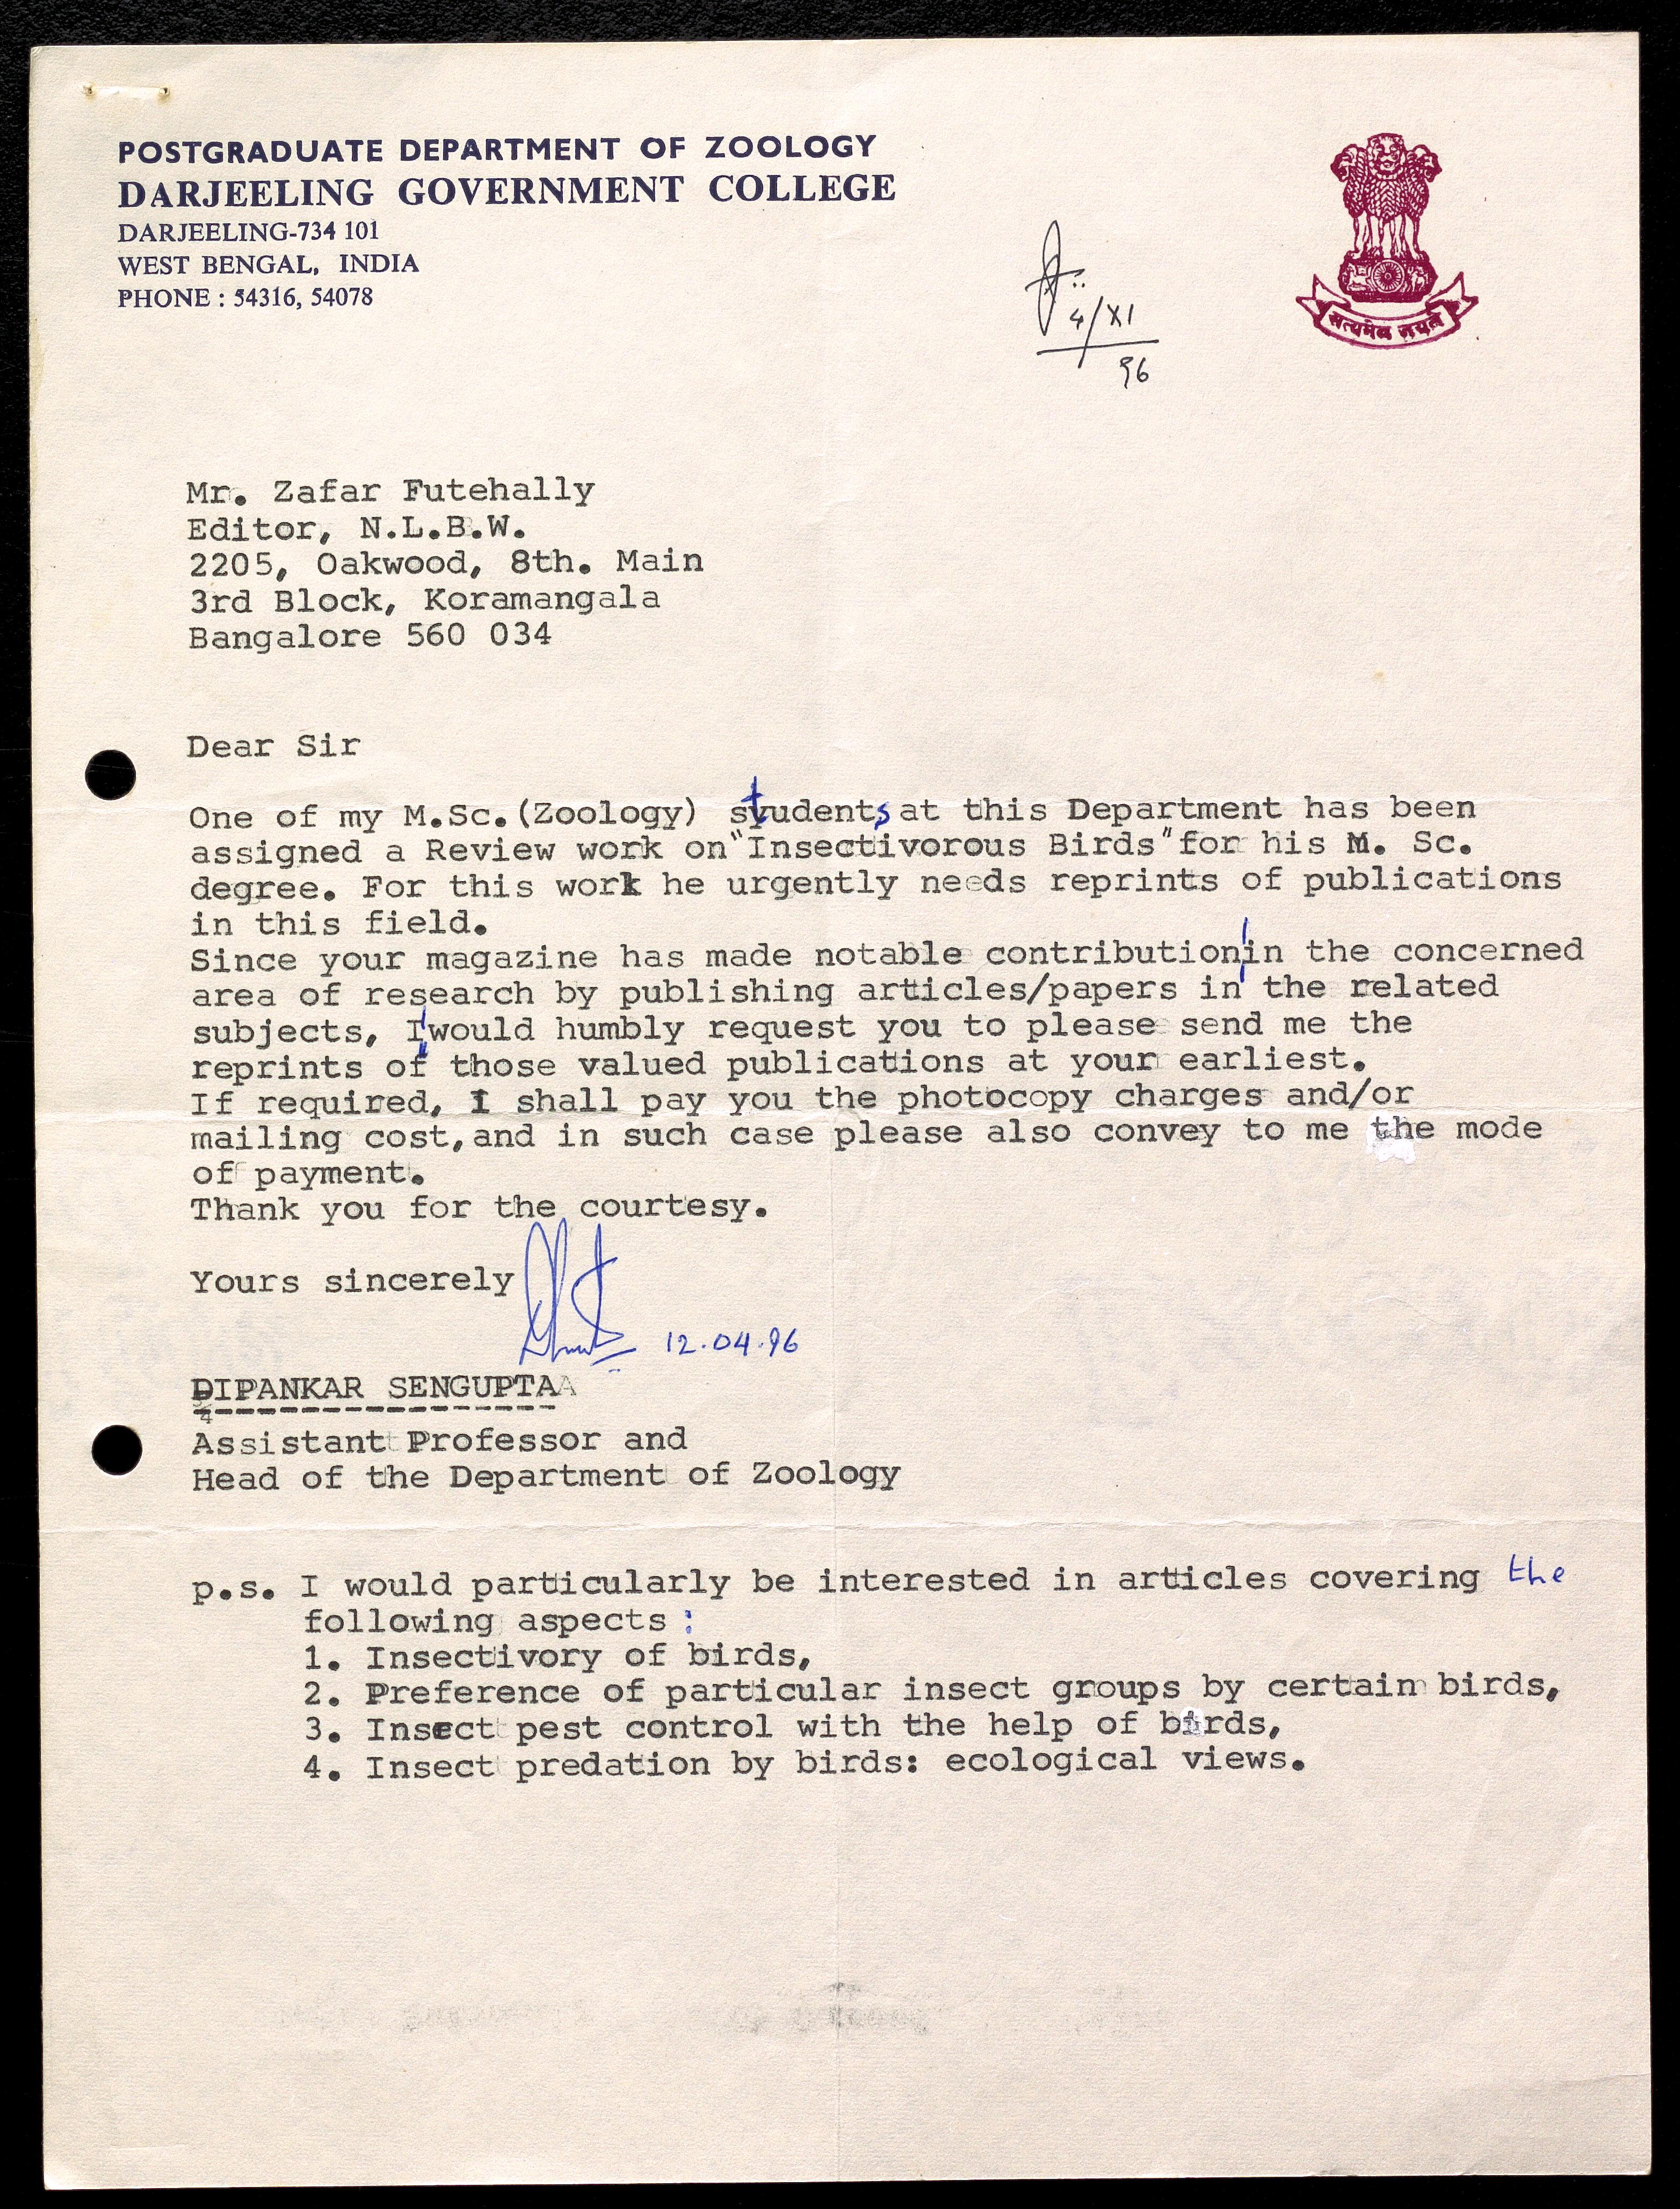 POSTGRADUATE DEPARTMENT OF ZOOLOGY
DARJEELING GOVERNMENT COLLEGE
DARJEELING-734 101
WEST BENGAL, INDIA
PHONE : 54316, 54078
सत्यमेव जयते
4/XI
96
Mr. Zafar Futehally
Editor, N.L.B.W.
2205, Oakwood, 8th. Main
3rd Block, Koramangala
Bangalore 560 034
Dear Sir
One of my M.Sc.(Zoology) students at this Department has been
assigned a Review work on "Insectivorous Birds" for his M. Sc.
degree. For this work he urgently needs reprints of publications
in this field.
Since your magazine has made notable contribution in the concerned
area of research by publishing articles/papers in the related
subjects, I would humbly request you to please send me the
reprints of those valued publications at your earliest.
If required, I shall pay you the photocopy charges and/or
mailing cost,and in such case please also convey to me the mode
of payment.
Thank you for the courtesy.
Yours sincerely
12.04.96
DIPANKAR SENGUPTA
Assistant Professor and
Head of the Department of Zoology
p.s. I would particularly be interested in articles covering the
following aspects :
1. Insectivory of birds,
2. Preference of particular insect groups by certain birds,
3. Insect pest control with the help of birds,
4. Insect predation by birds: ecological views.